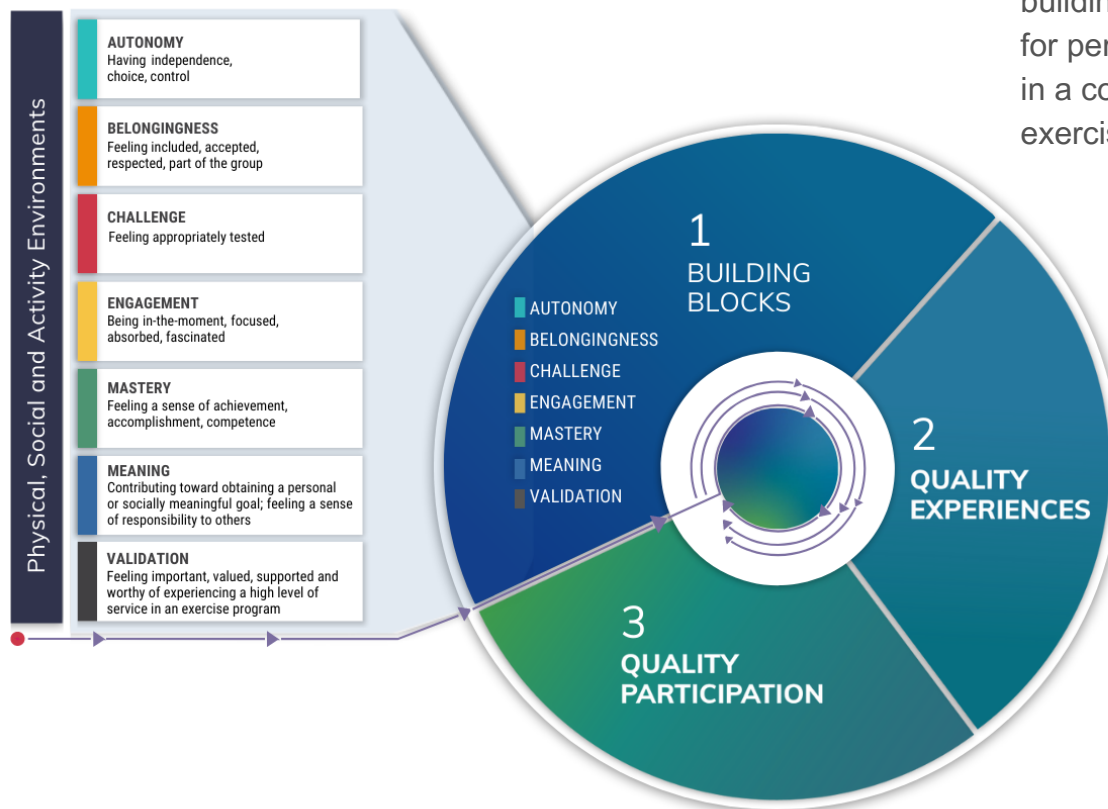 Physical, Social and Activity Environments
AUTONOMY
Having independence,
choice, control
BELONGINGNESS
Feeling included, accepted,
respected, part of the group
CHALLENGE
Feeling appropriately tested
ENGAGEMENT
Being in-the-moment, focused,
absorbed, fascinated
MASTERY
Feeling a sense of achievement,
accomplishment, competence
MEANING
Contributing toward obtaining a personal
or socially meaningful goal; feeling a sense
of responsibility to others
VALIDATION
Feeling important, valued, supported and
worthy of experiencing a high level of
service in an exercise program
1
BUILDING
BLOCKS
AUTONOMY
BELONGINGNESS
CHALLENGE
ENGAGEMENT
MASTERY
MEANING
VALIDATION
2
QUALITY
EXPERIENCES
3
QUALITY
PARTICIPATION
for
in a